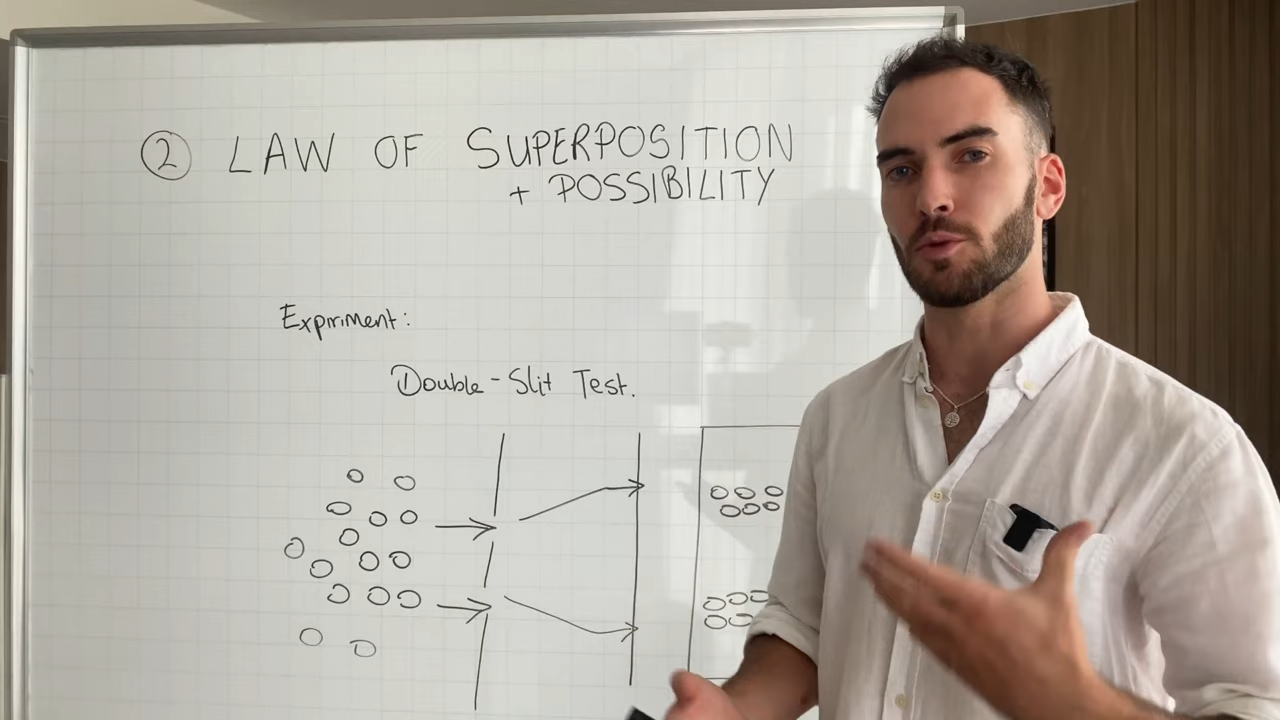 ② LAW OF SUPERPOSITION
+ POSSIBILITY
Expriment:
Double-Slit Test.